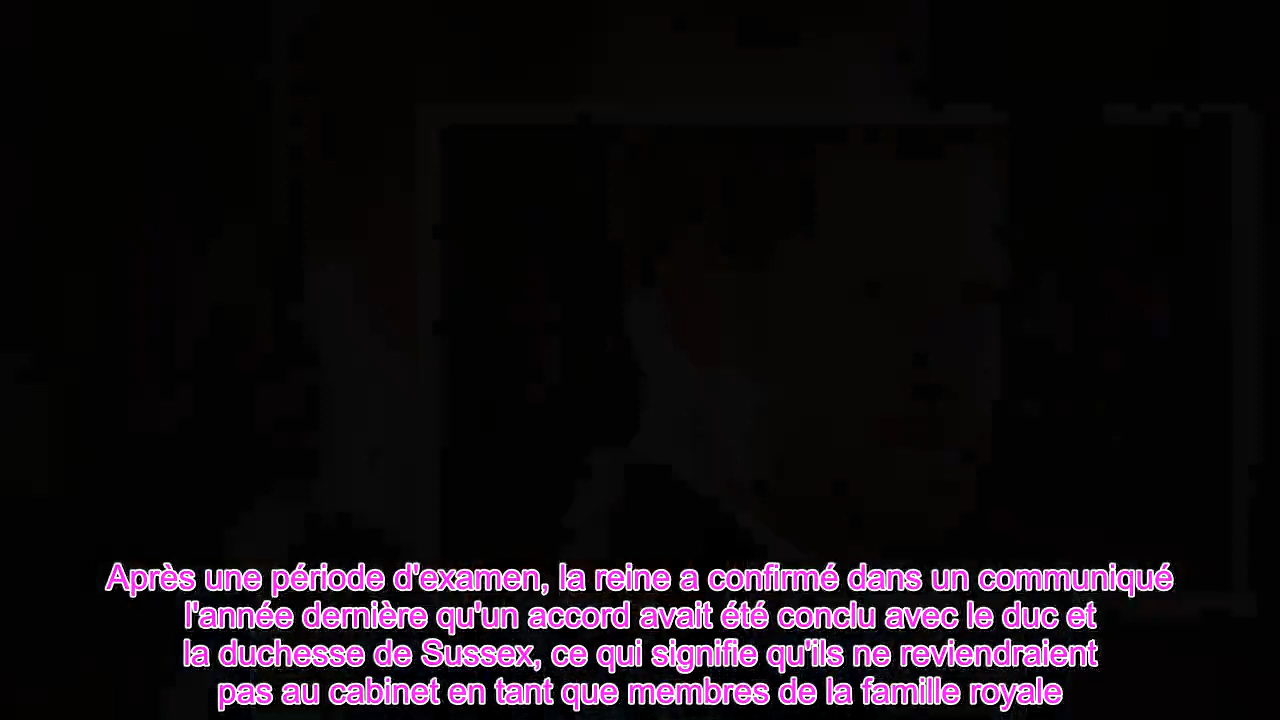 Après une période d'examen, la reine a confirmé dans un communiqué
l'année dernière qu'un accord avait été conclu avec le duc et
la duchesse de Sussex, ce qui signifie qu'ils ne reviendraient
pas au cabinet en tant que membres de la famille royale